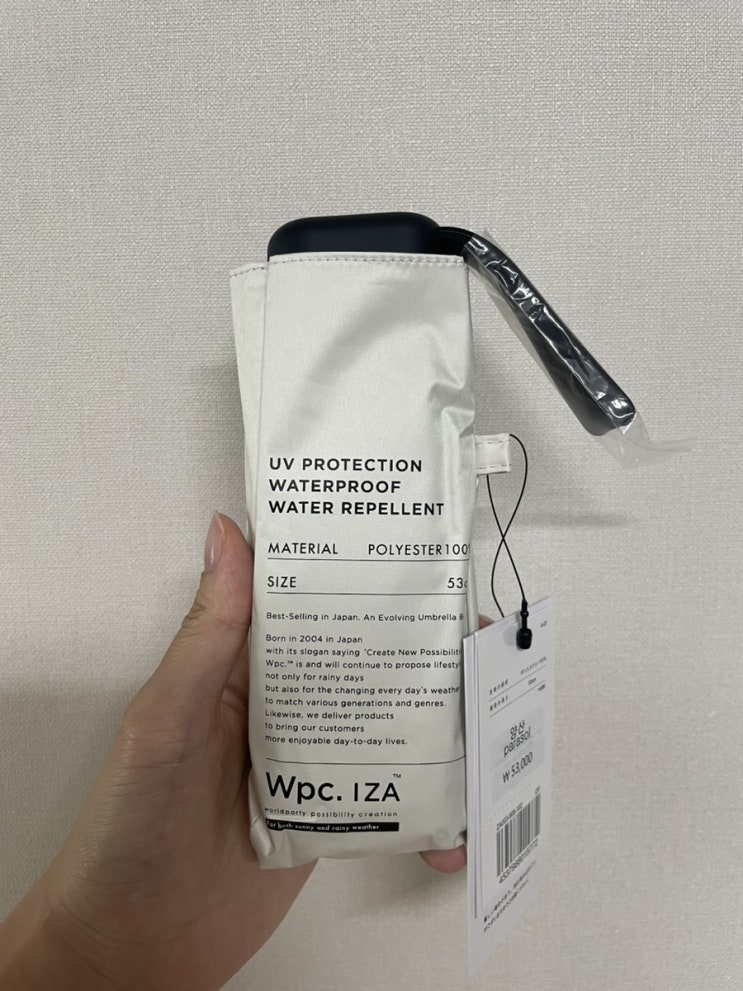 UV PROTECTION
WATERPROOF
WATER REPELLENT
MATERIAL POLYESTER 100
SIZE 53
Best-Selling in Japan. An Evolving Umbrella B
Born in 2004 in Japan
with its slogan saying "Create New Possibilit
Wpc.™ is and will continue to propose lifestyl
not only for rainy days
but also for the changing every day's weathe
to match various generations and genres.
Likewise, we deliver products
to bring our customers
more enjoyable day-to-day lives.
Wpc. IZA™
worldparty possibility creation
For both sunny and rainy weather
양산
parasol
₩ 53,000